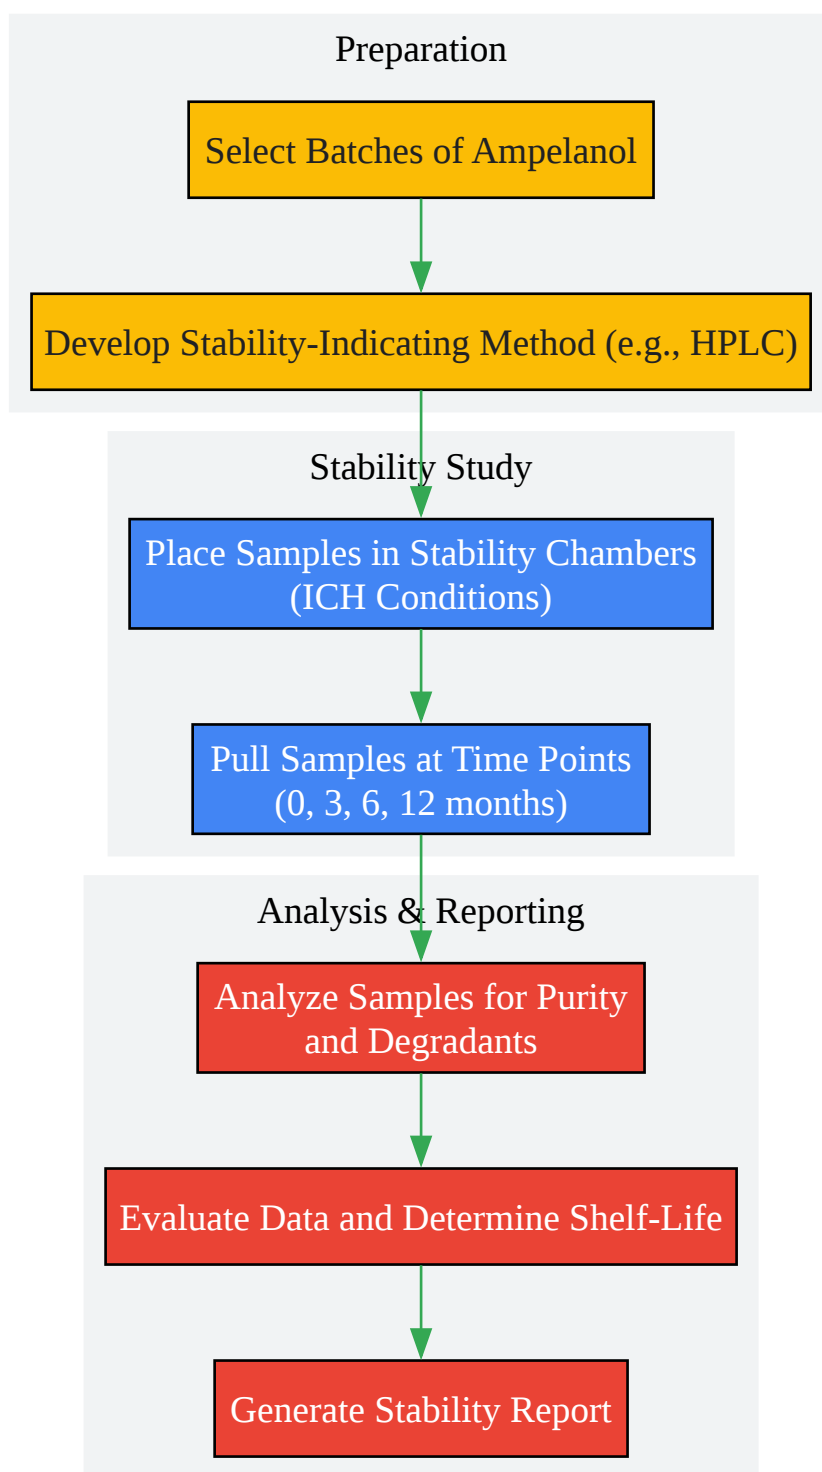 Preparation
Select Batches of Ampelanol
Develop Stability-Indicating Method (e.g., HPLC)
Stability Study
Place Samples in Stability Chambers
(ICH Conditions)
Pull Samples at Time Points
(0, 3, 6, 12 months)
Analysis & Reporting
Analyze Samples for Purity
and Degradants
Evaluate Data and Determine Shelf-Life
Generate Stability Report